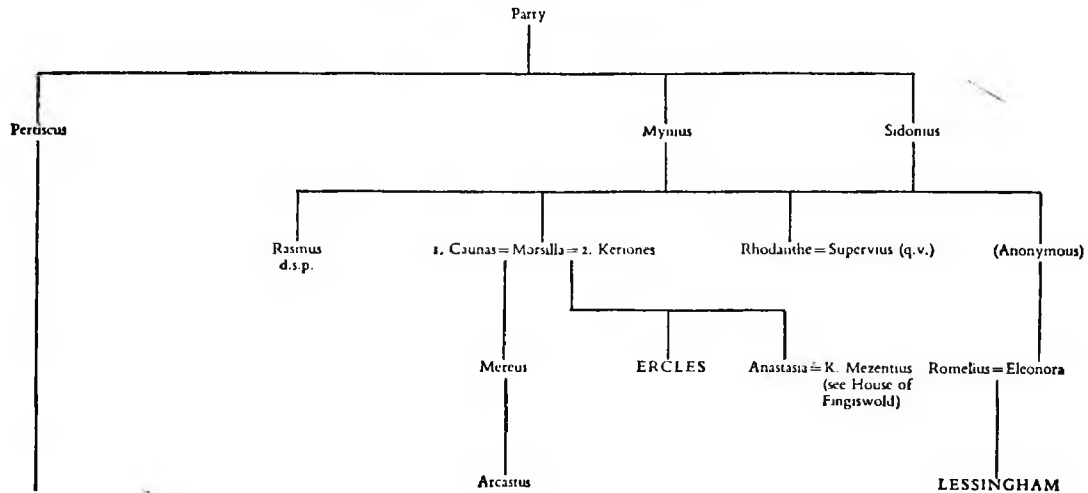 Parry
Pertiscus Mynius Sidonius
Rasmus 1. Caunas=Morsilla=2. Keriones Rhodanthe=Supervius (q.v.) (Anonymous)
d.s.p.
Mereus ERCLES Anastasia=K. Mezentius Romelius=Eleonora
(see House of
Fingiswold)
Arcastus LESSINGHAM